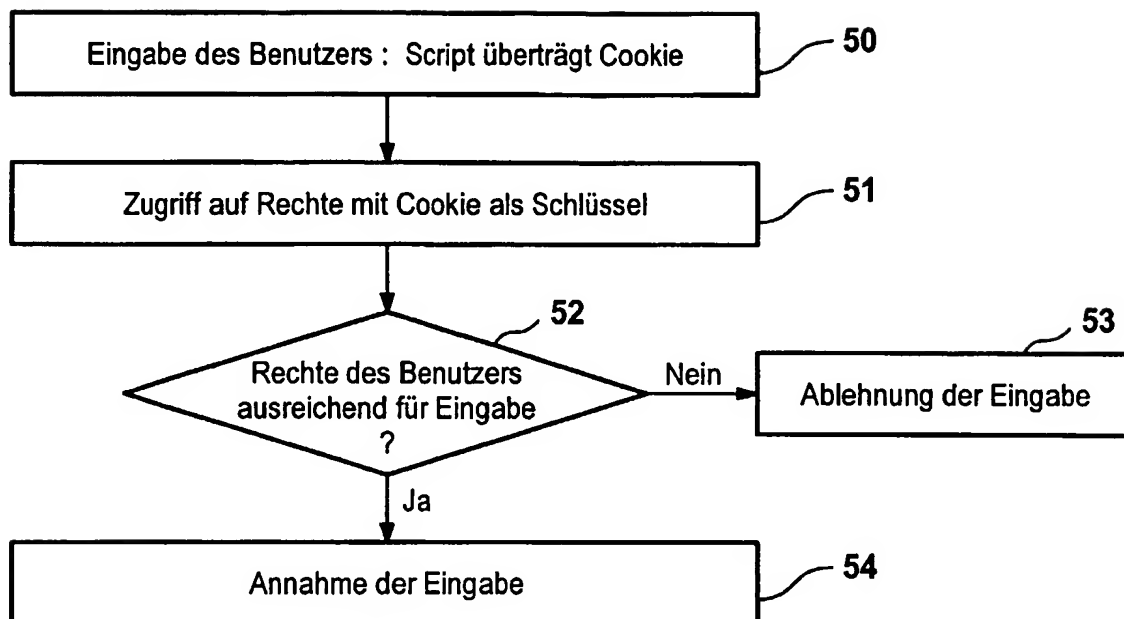 Eingabe des Benutzers : Script überträgt Cookie
50
Zugriff auf Rechte mit Cookie als Schlüssel
51
52
Rechte des Benutzers
ausreichend für Eingabe
?
Nein
53
Ablehnung der Eingabe
Ja
Annahme der Eingabe
54